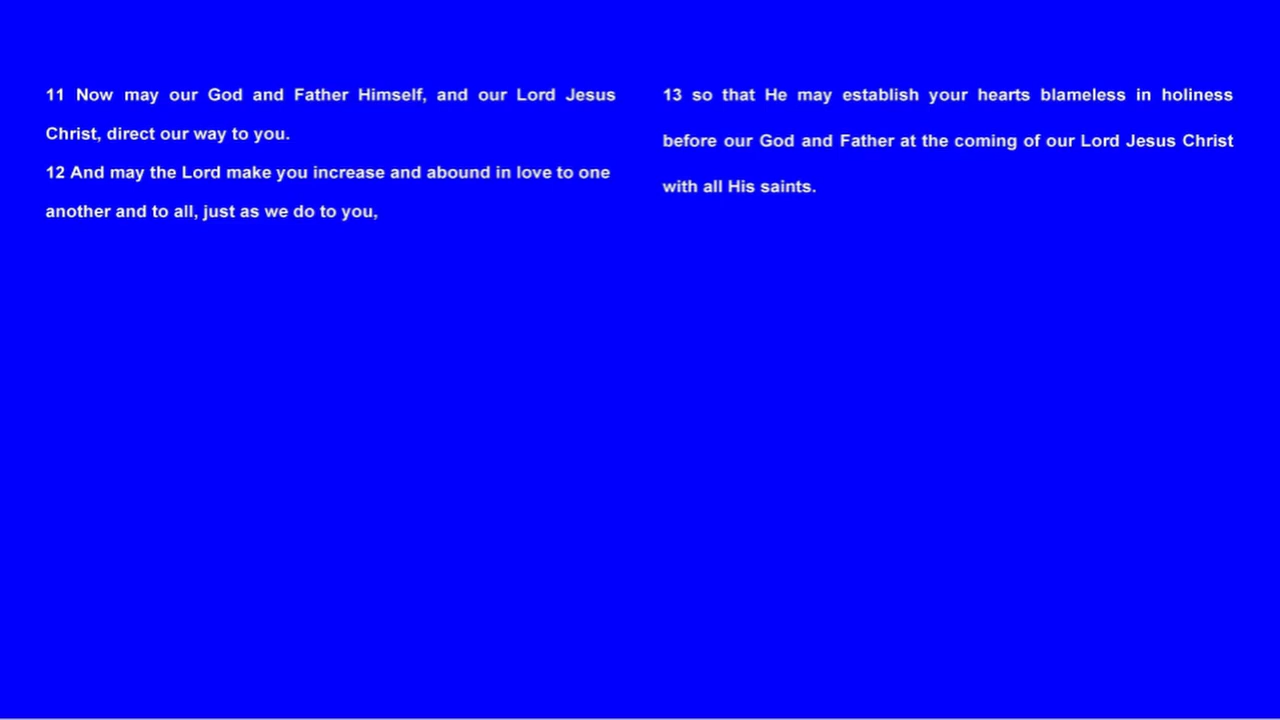 11 Now may our God and Father Himself, and our Lord Jesus
Christ, direct our way to you.
12 And may the Lord make you increase and abound in love to one
another and to all, just as we do to you,
13 so that He may establish your hearts blameless in holiness
before our God and Father at the coming of our Lord Jesus Christ
with all His saints.